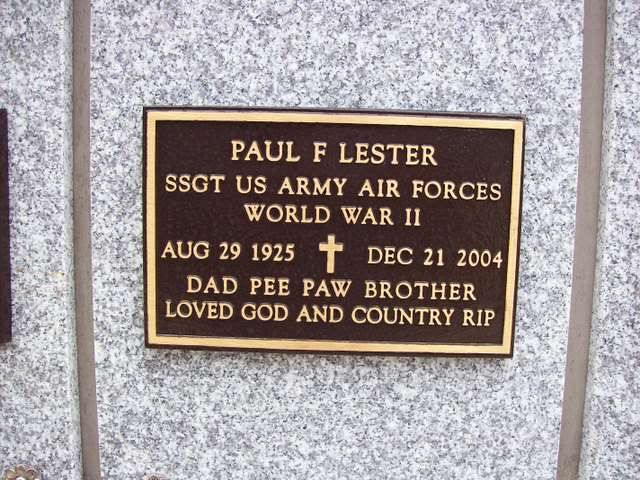 PAUL F LESTER
SSGT US ARMY AIR FORCES
WORLD WAR II
AUG 29 1925 DEC 21 2004
DAD PEE PAW BROTHER
LOVED GOD AND COUNTRY RIP